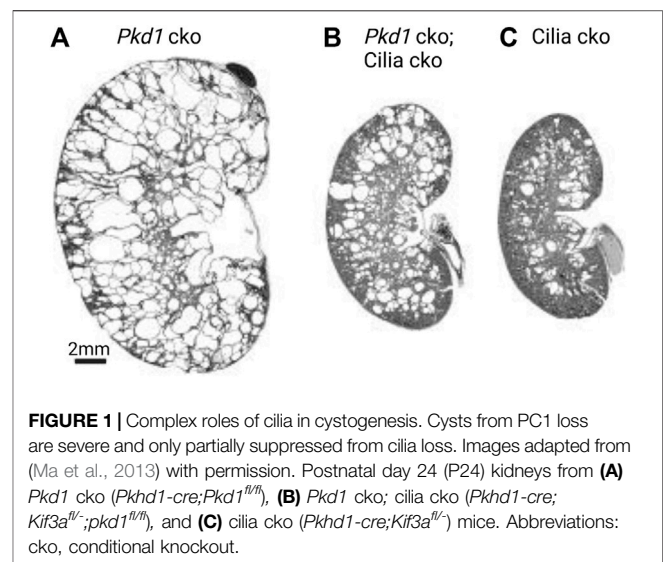 A Pkd1 cko
B Pkd1 cko;
Cilia cko
C Cilia cko
2mm
FIGURE 1 | Complex roles of cilia in cystogenesis. Cysts from PC1 loss
are severe and only partially suppressed from cilia loss. Images adapted from
(Ma et al., 2013) with permission. Postnatal day 24 (P24) kidneys from (A)
Pkd1 cko (Pkhd1-cre;Pkd1fl/fl), (B) Pkd1 cko; cilia cko (Pkhd1-cre;
Kif3afl/-;pkd1fl/fl), and (C) cilia cko (Pkhd1-cre;Kif3afl/-) mice. Abbreviations:
cko, conditional knockout.